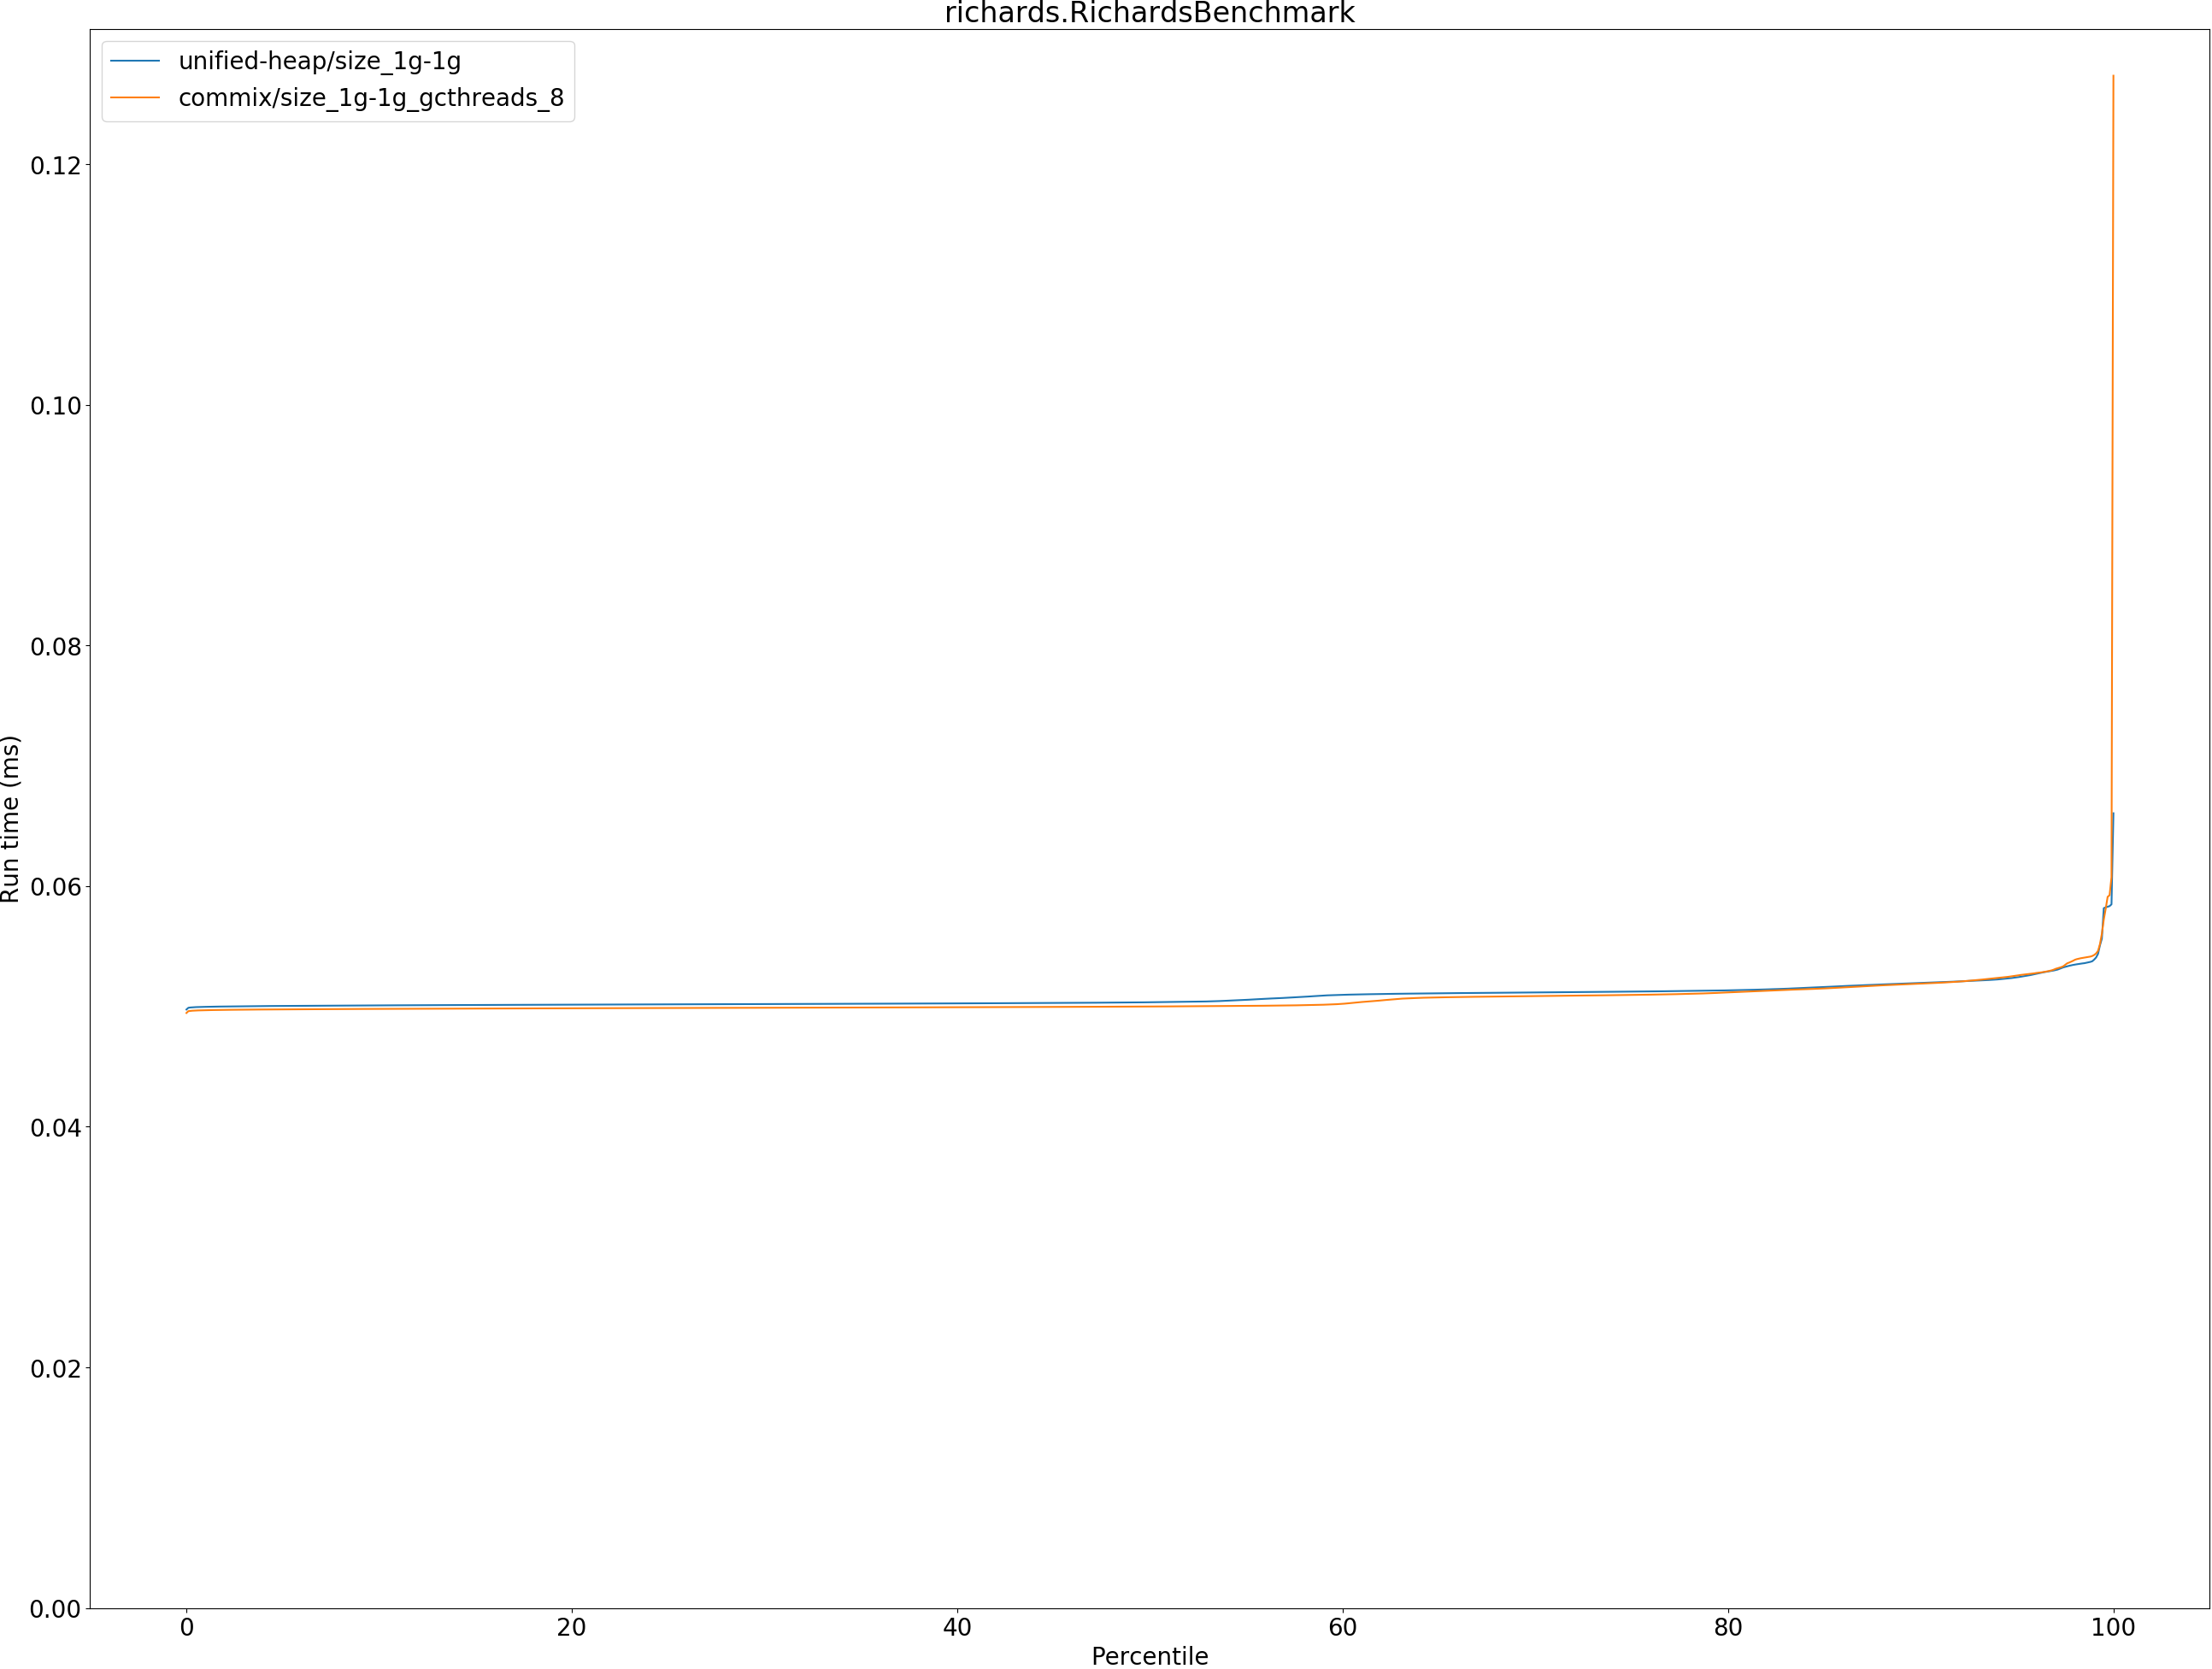 richards.RichardsBenchmark
unified-heap/size_1g-1g
commix/size_1g-1g_gcthreads_8
0.12
0.10
0.08
0.06
0.04
0.02
0.00
Run time (ms)
0 20 40 60 80 100
Percentile